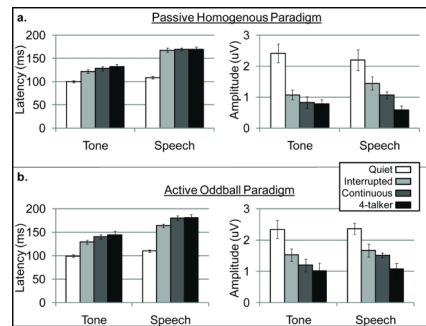 a. Passive Homogenous Paradigm
Latency (ms)
200
150
100
50
0
Tone Speech
Amplitude (uV)
3
2
1
0
Tone Speech
Quiet
Interrupted
Continuous
4-talker
b. Active Oddball Paradigm
Latency (ms)
200
150
100
50
0
Tone Speech
Amplitude (uV)
3
2
1
0
Tone Speech